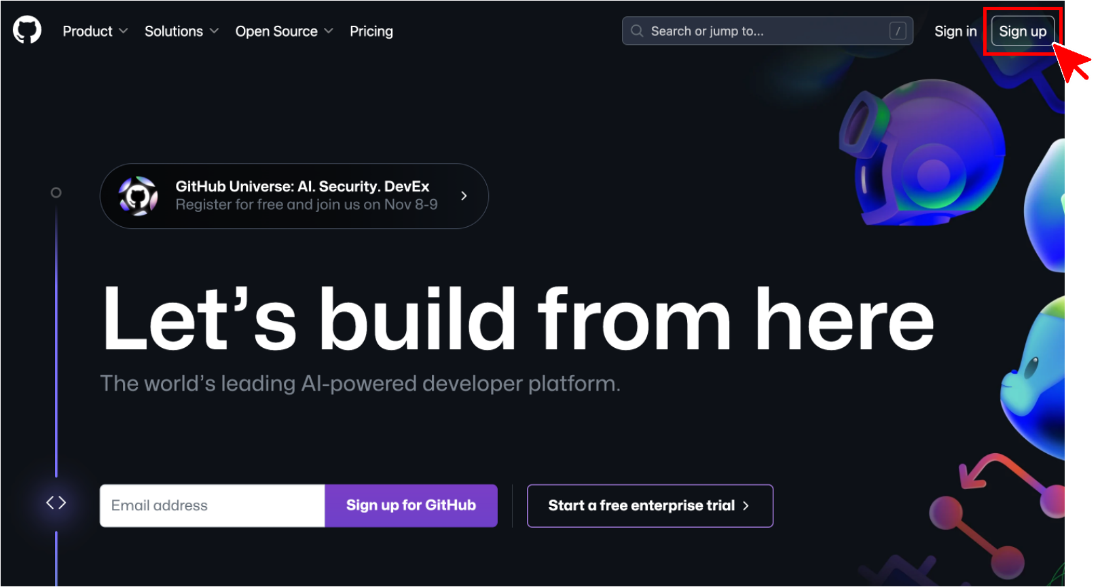 Product
Solutions
Open Source
Pricing
Search or jump to...
/
Sign in
Sign up
GitHub Universe: AI. Security. DevEx
Register for free and join us on Nov 8-9
Let’s build from here
The world’s leading AI-powered developer platform.
Email address
Sign up for GitHub
Start a free enterprise trial